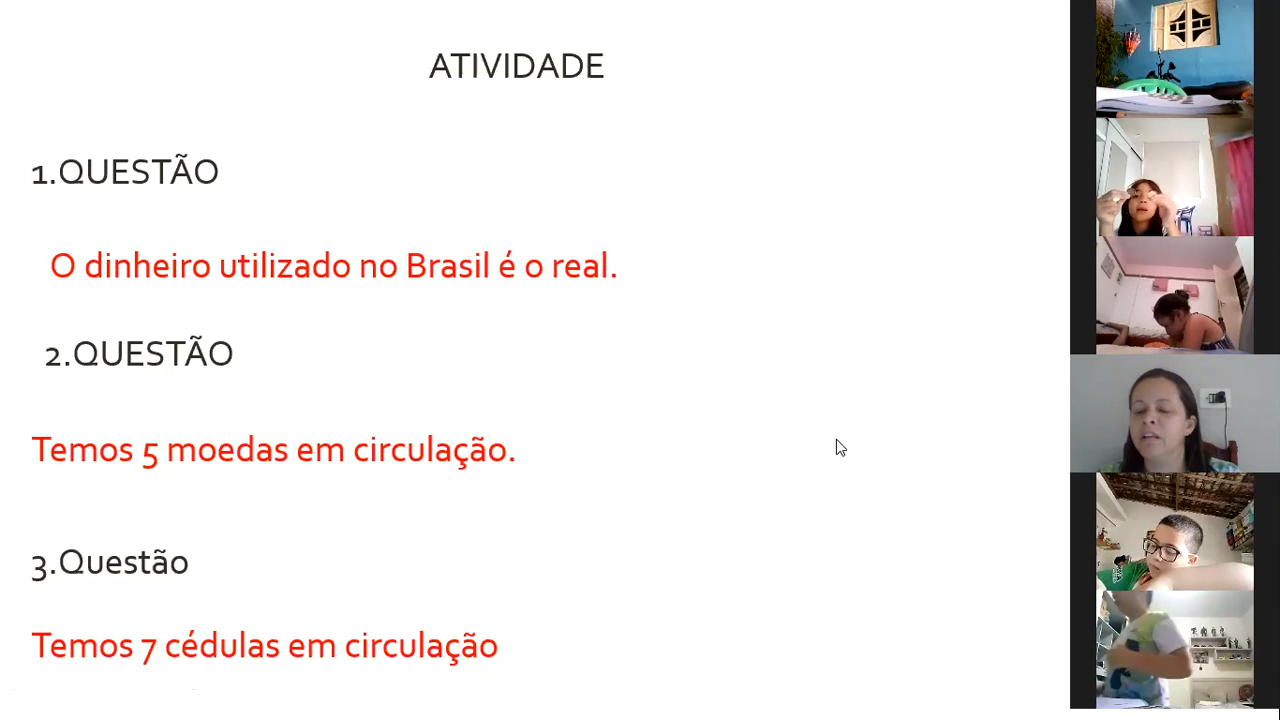 ATIVIDADE
1.QUESTÃO
O dinheiro utilizado no Brasil é o real.
2.QUESTÃO
Temos 5 moedas em circulação.
3.Questão
Temos 7 cédulas em circulação